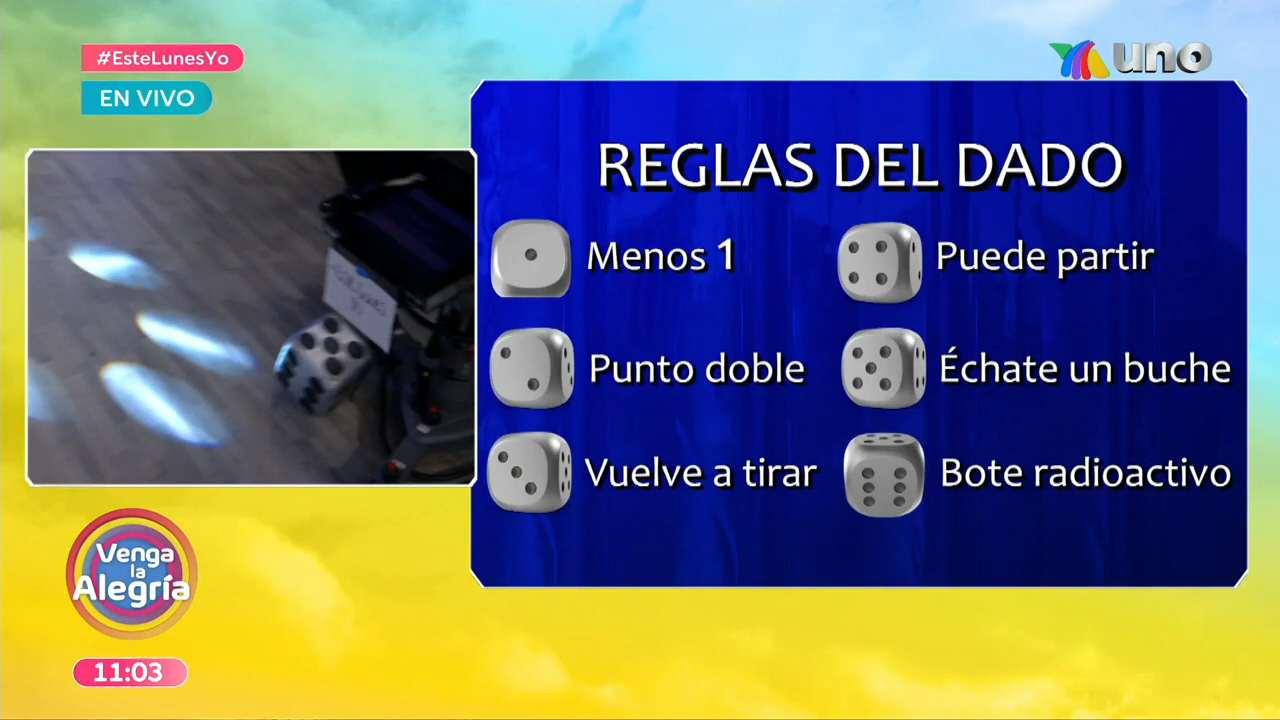 #EsteLunesYo
EN VIVO
uno
REGLAS DEL DADO
Menos 1
Puede partir
Punto doble
Échate un buche
Vuelve a tirar
Bote radioactivo
Venga
la
Alegría
11:03